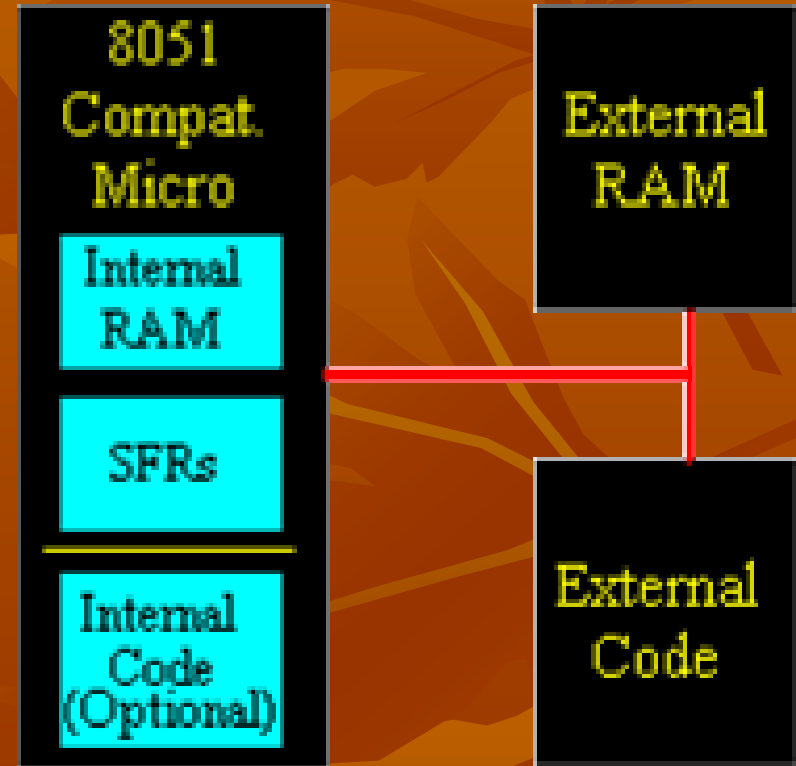 8051
Compat.
Micro
Internal
RAM
SFRs
Internal
Code
(Optional)
External
RAM
External
Code